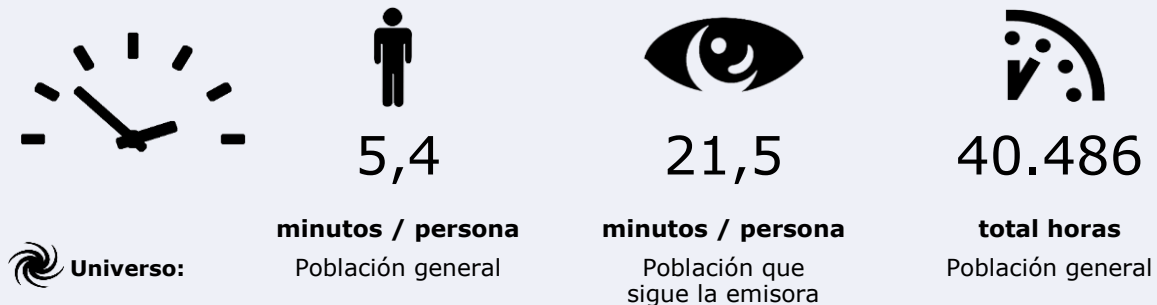 5,4
21,5
40.486
minutos / persona
minutos / persona
total horas
Universo:
Población general
Población que
sigue la emisora
Población general